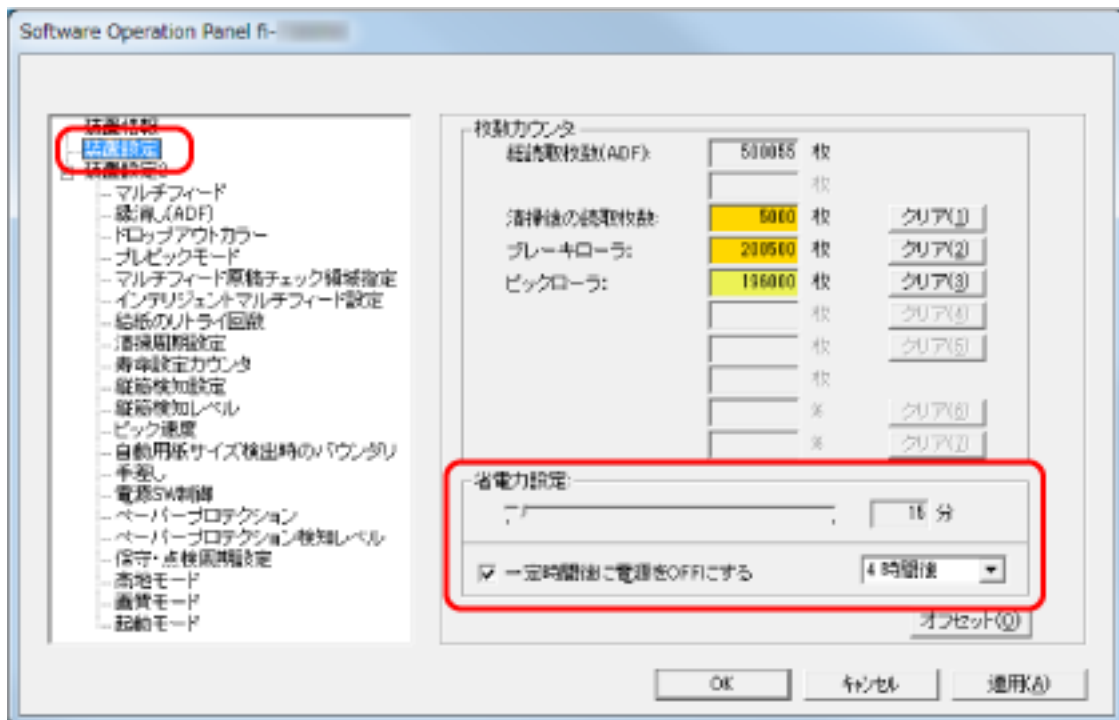 Software Operation Panel fi-
装置情報
装置設定
装置設定2
マルチフィード
縁消し(ADF)
ドロップアウトカラー
プレピックモード
マルチフィード原稿チェック領域指定
インテリジェントマルチフィード設定
給紙のリトライ回数
清掃周期設定
寿命設定カウンタ
縦筋検知設定
縦筋検知レベル
ピック速度
自動用紙サイズ検出時のバウンダリ
手差し
電源SW制御
ペーパープロテクション
ペーパープロテクション検知レベル
保守・点検周期設定
高地モード
画質モード
起動モード
枚数カウンタ
総読取枚数(ADF): 500055 枚
枚
清掃後の読取枚数: 5000 枚 クリア(1)
ブレーキローラ: 200500 枚 クリア(2)
ピックローラ: 196000 枚 クリア(3)
枚 クリア(4)
枚 クリア(5)
枚
% クリア(6)
% クリア(7)
省電力設定:
15 分
一定時間後に電源をOFFにする 4 時間後
オフセット(O)
OK キャンセル 適用(A)